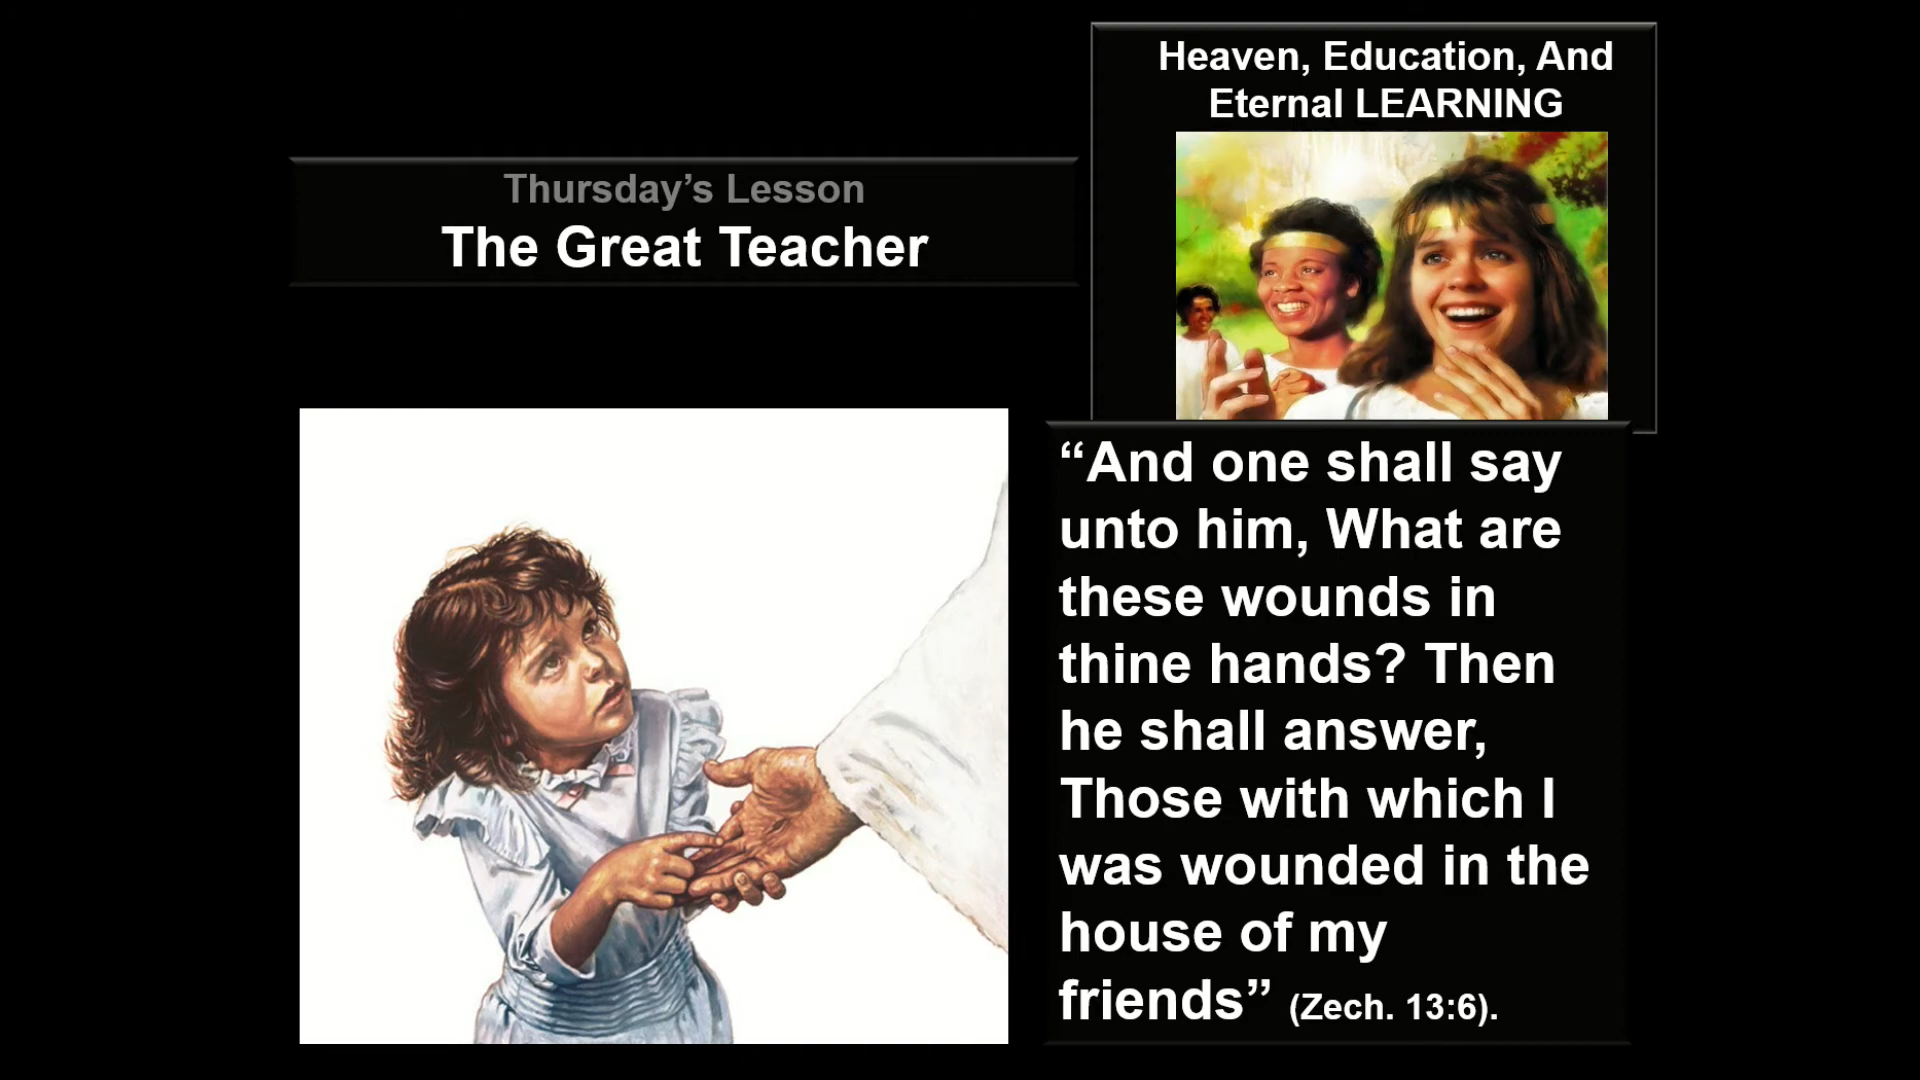 Heaven, Education, And
Eternal LEARNING
Thursday’s Lesson
The Great Teacher
“And one shall say
unto him, What are
these wounds in
thine hands? Then
he shall answer,
Those with which I
was wounded in the
house of my
friends” (Zech. 13:6).